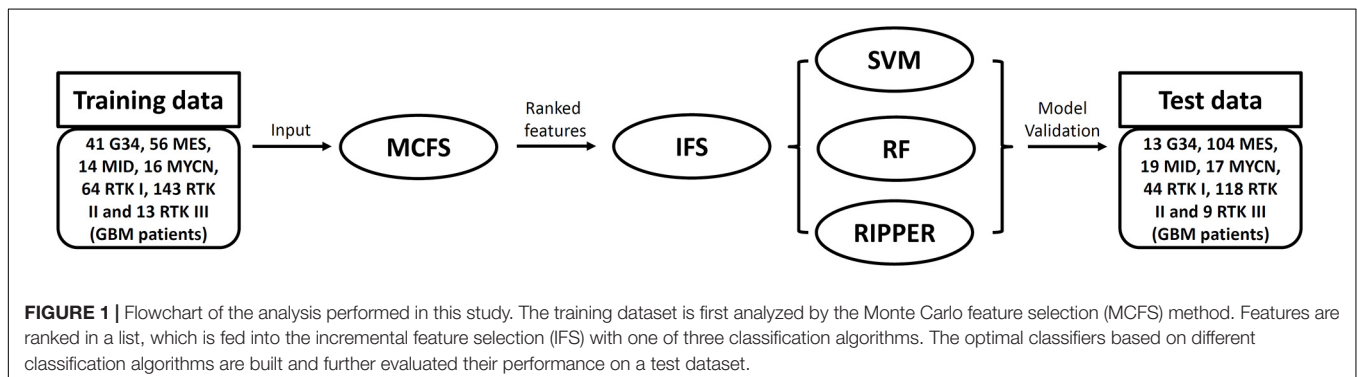 Training data
41 G34, 56 MES,
14 MID, 16 MYCN,
64 RTK I, 143 RTK
II and 13 RTK III
(GBM patients)
Input
MCFS
Ranked
features
IFS
SVM
RF
RIPPER
Model
Validation
Test data
13 G34, 104 MES,
19 MID, 17 MYCN,
44 RTK I, 118 RTK
II and 9 RTK III
(GBM patients)
FIGURE 1 | Flowchart of the analysis performed in this study. The training dataset is first analyzed by the Monte Carlo feature selection (MCFS) method. Features are
ranked in a list, which is fed into the incremental feature selection (IFS) with one of three classification algorithms. The optimal classifiers based on different
classification algorithms are built and further evaluated their performance on a test dataset.